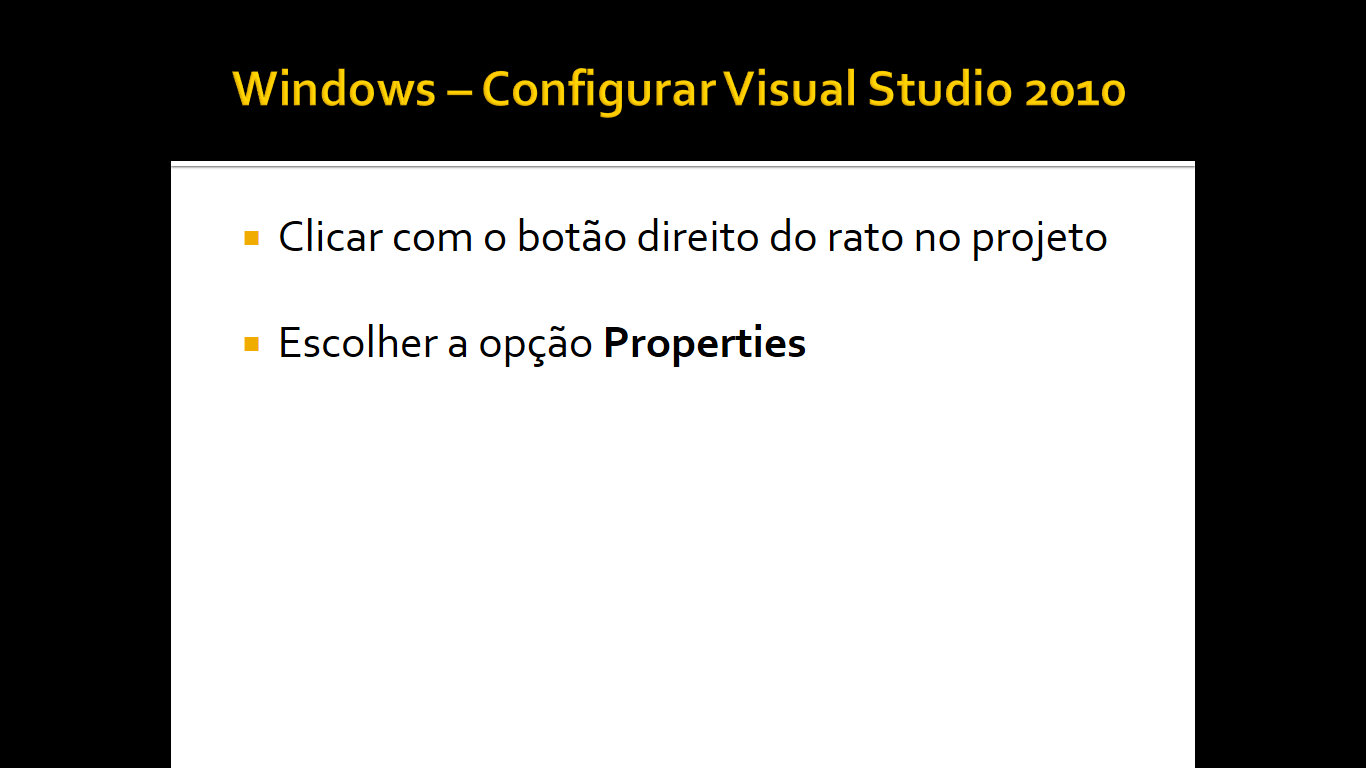 Windows – Configurar Visual Studio 2010
Clicar com o botão direito do rato no projeto
Escolher a opção Properties